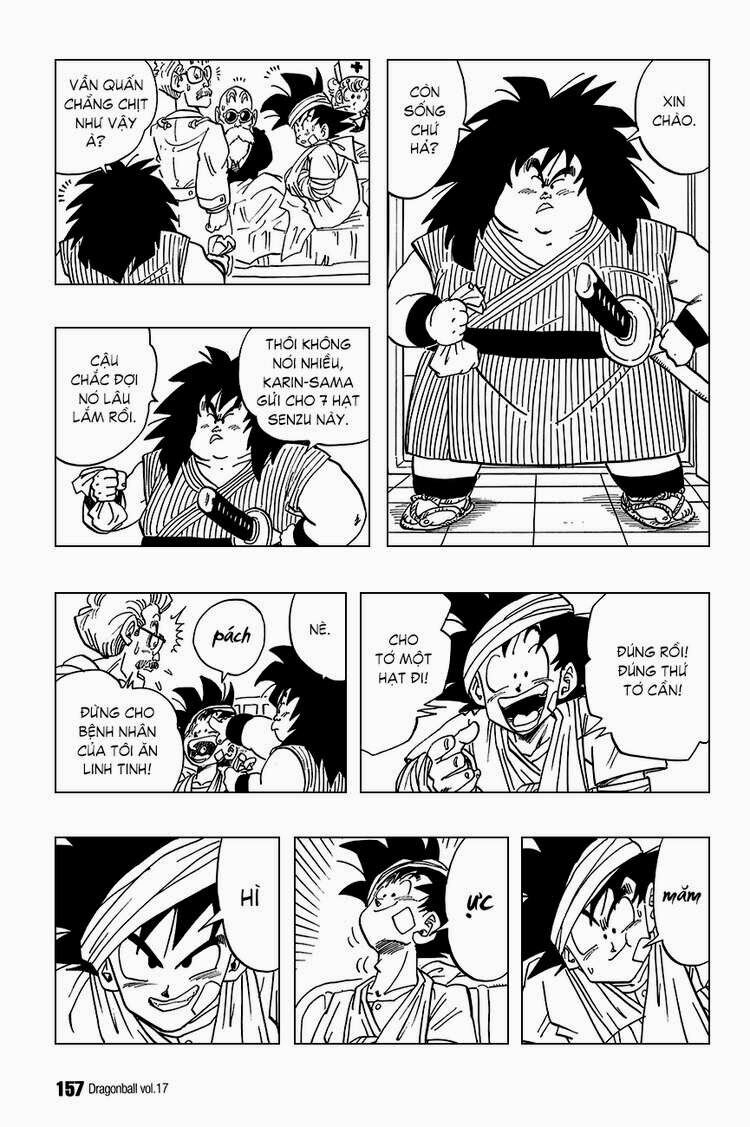 XIN
CHÀO.
CÒN
SỐNG
CHỨ
HẢ?
VẦN QUẤN
CHẰNG CHỊT
NHƯ VẬY
À?
THÔI KHÔNG
NÓI NHIỀU,
KARIN-SAMA
GỬI CHO 7 HẠT
SENZU NÀY.
CẬU
CHẮC ĐỢI
NÓ LÂU
LẮM RỒI.
ĐÚNG RỒI!
ĐÚNG THỨ
TỚ CẦN!
CHO
TỚ MỘT
HẠT ĐI!
NÈ.
pách
ĐỪNG CHO
BỆNH NHÂN
CỦA TÔI ĂN
LINH TINH!
măm
ực
HÌ
157 Dragonball vol.17